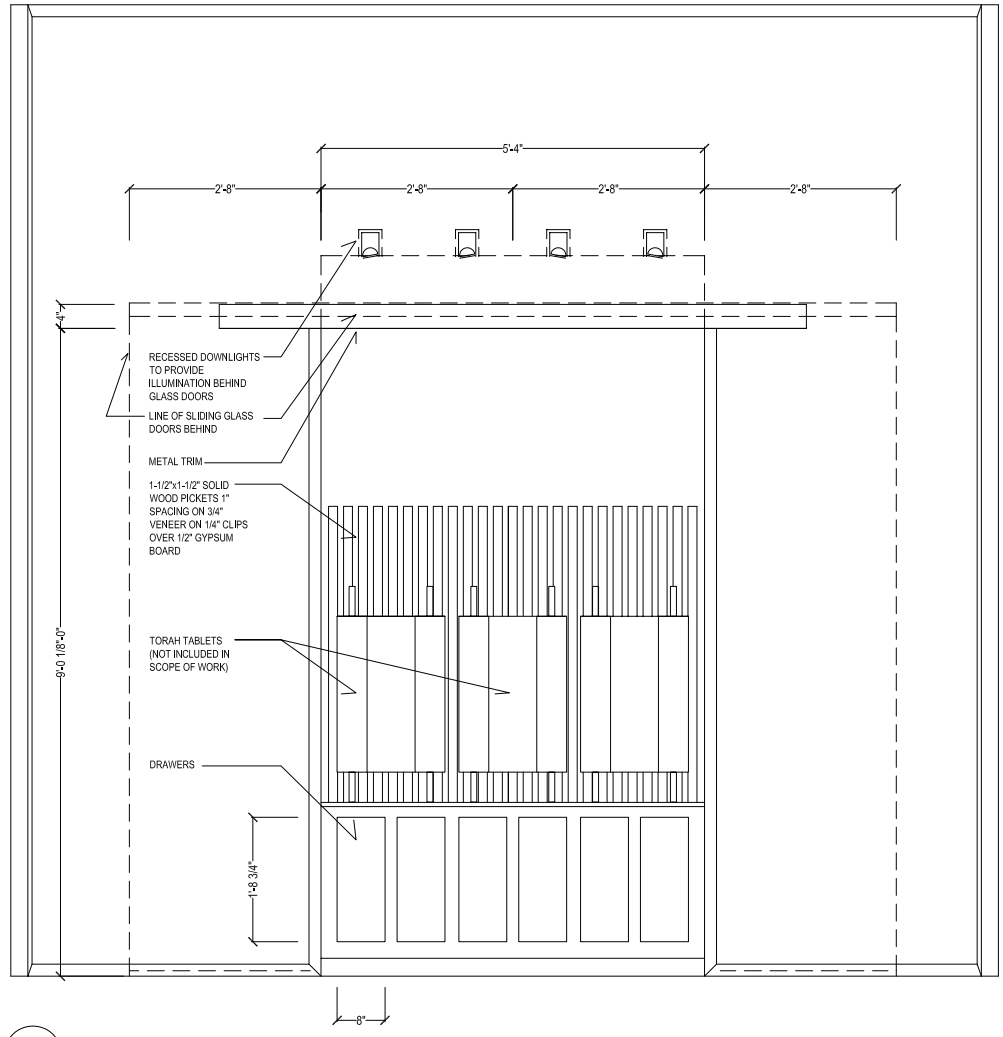 5'-4"
2'-8"
2'-8"
2'-8"
2'-8"
4"
RECESSED DOWNLIGHTS
TO PROVIDE
ILLUMINATION BEHIND
GLASS DOORS
LINE OF SLIDING GLASS
DOORS BEHIND
METAL TRIM
1-1/2"x1-1/2" SOLID
WOOD PICKETS 1"
SPACING ON 3/4"
VENEER ON 1/4" CLIPS
OVER 1/2" GYPSUM
BOARD
9'-0 1/8"-0"
TORAH TABLETS
(NOT INCLUDED IN
SCOPE OF WORK)
DRAWERS
1'-8 3/4"
8"